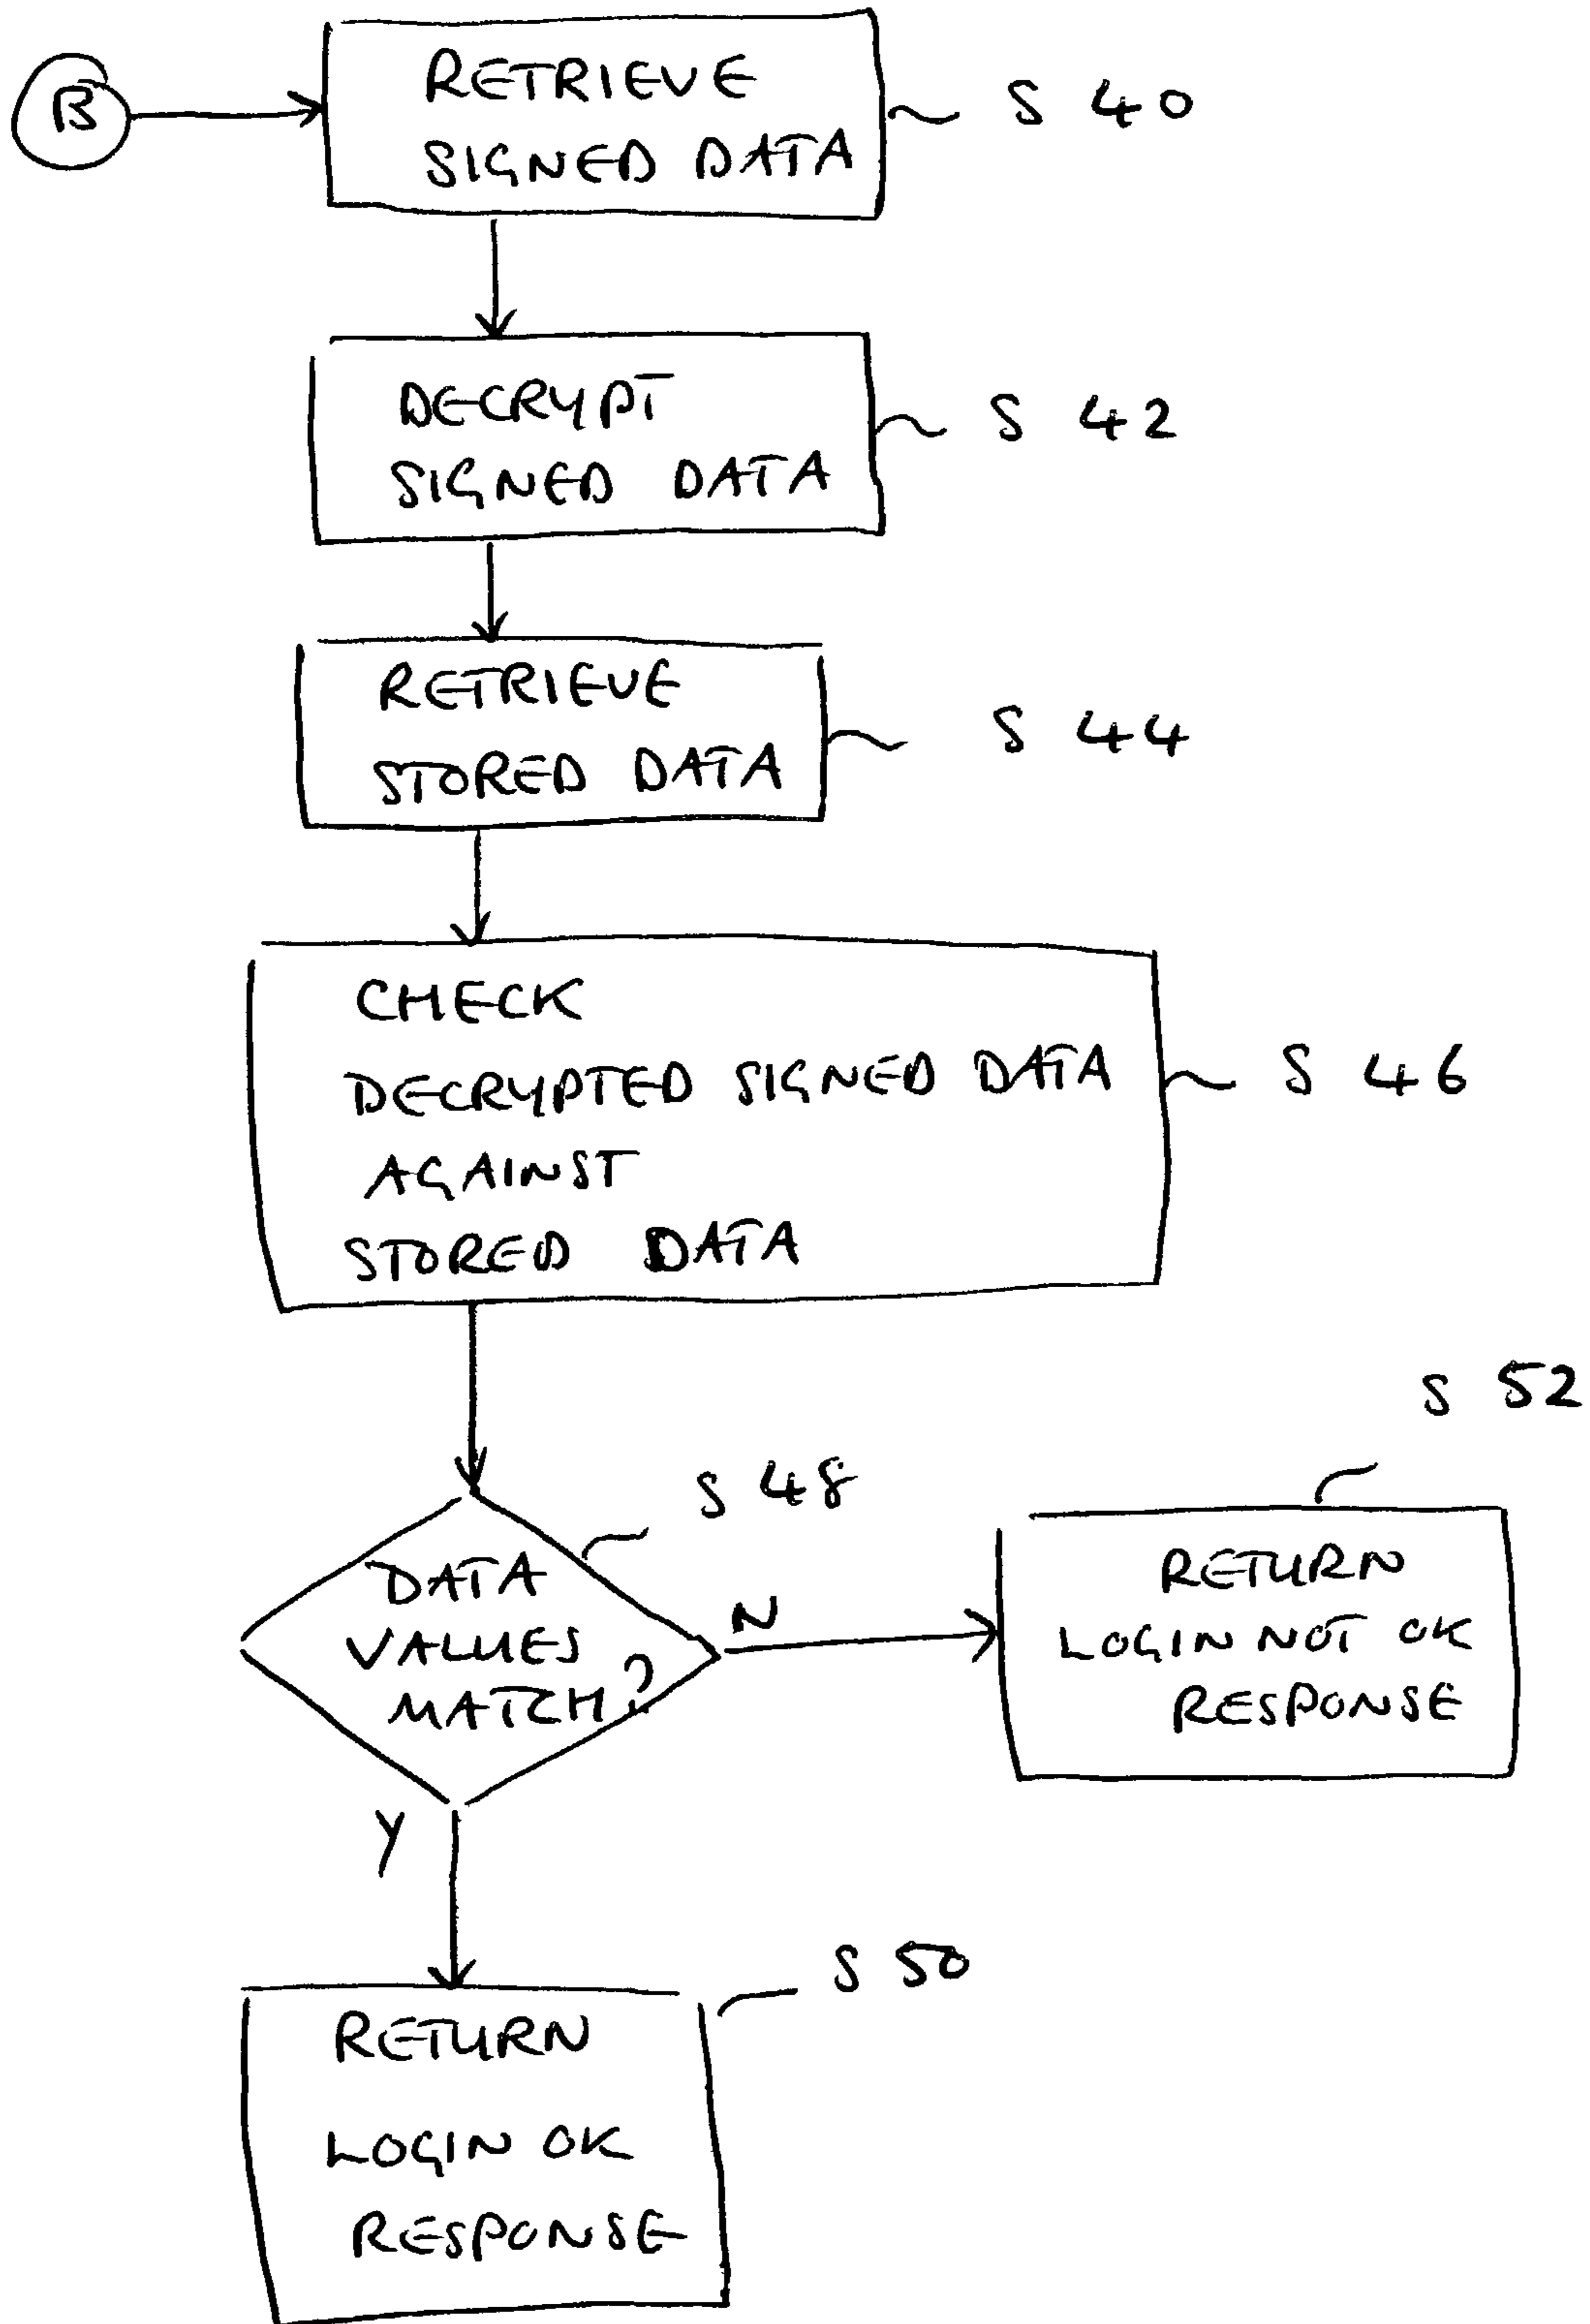 B
RETRIEVE
SIGNED DATA
S 40
DECRYPT
SIGNED DATA
S 42
RETRIEVE
STORED DATA
S 44
CHECK
DECRYPTED SIGNED DATA
AGAINST
STORED DATA
S 46
S 52
S 48
DATA
VALUES
MATCH?
N
RETURN
LOGIN NOT OK
RESPONSE
Y
S 50
RETURN
LOGIN OK
RESPONSE